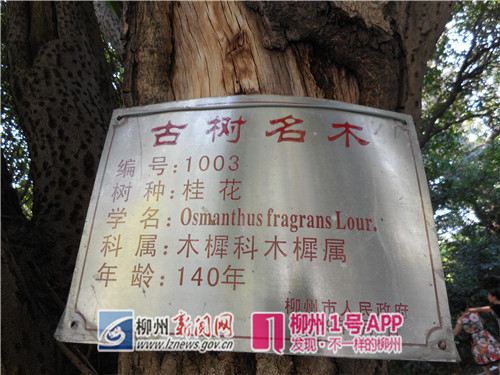 古树名木
编号:1003
树种:桂花
学名:Osmanthus fragrans Lour.
科属:木樨科木樨属
年龄:140年
柳州市人民政府
柳州新闻网
www.lznews.gov.cn
柳州1号APP
发现·不一样的柳州